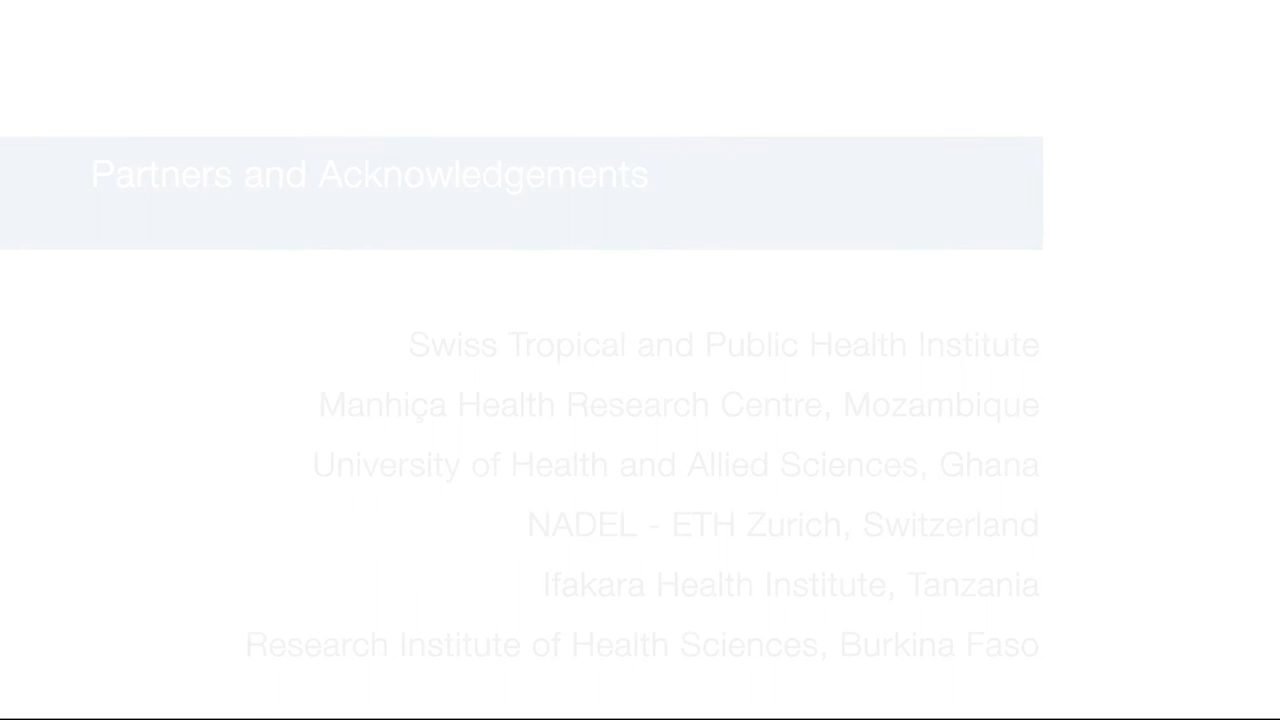 Partners and Acknowledgements
Swiss Tropical and Public Health Institute
Manhiça Health Research Centre, Mozambique
University of Health and Allied Sciences, Ghana
NADEL - ETH Zurich, Switzerland
Ifakara Health Institute, Tanzania
Research Institute of Health Sciences, Burkina Faso